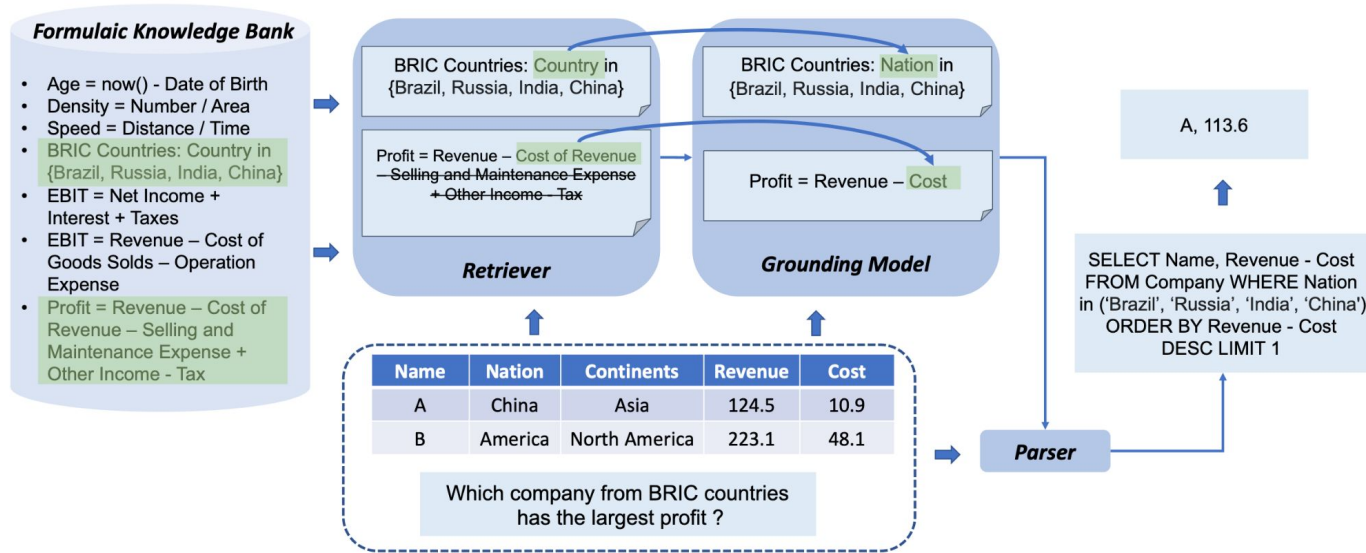 Formulaic Knowledge Bank
• Age = now() - Date of Birth
• Density = Number / Area
• Speed = Distance / Time
• BRIC Countries: Country in
{Brazil, Russia, India, China}
• EBIT = Net Income +
Interest + Taxes
• EBIT = Revenue – Cost of
Goods Solds – Operation
Expense
• Profit = Revenue – Cost of
Revenue – Selling and
Maintenance Expense +
Other Income - Tax
BRIC Countries: Country in
{Brazil, Russia, India, China}
Profit = Revenue – Cost of Revenue
– Selling and Maintenance Expense
+ Other Income - Tax
Retriever
BRIC Countries: Nation in
{Brazil, Russia, India, China}
Profit = Revenue – Cost
Grounding Model
Name Nation Continents Revenue Cost
A China Asia 124.5 10.9
B America North America 223.1 48.1
Which company from BRIC countries
has the largest profit ?
Parser
SELECT Name, Revenue - Cost
FROM Company WHERE Nation
in (‘Brazil’, ‘Russia’, ‘India’, ‘China’)
ORDER BY Revenue - Cost
DESC LIMIT 1
A, 113.6